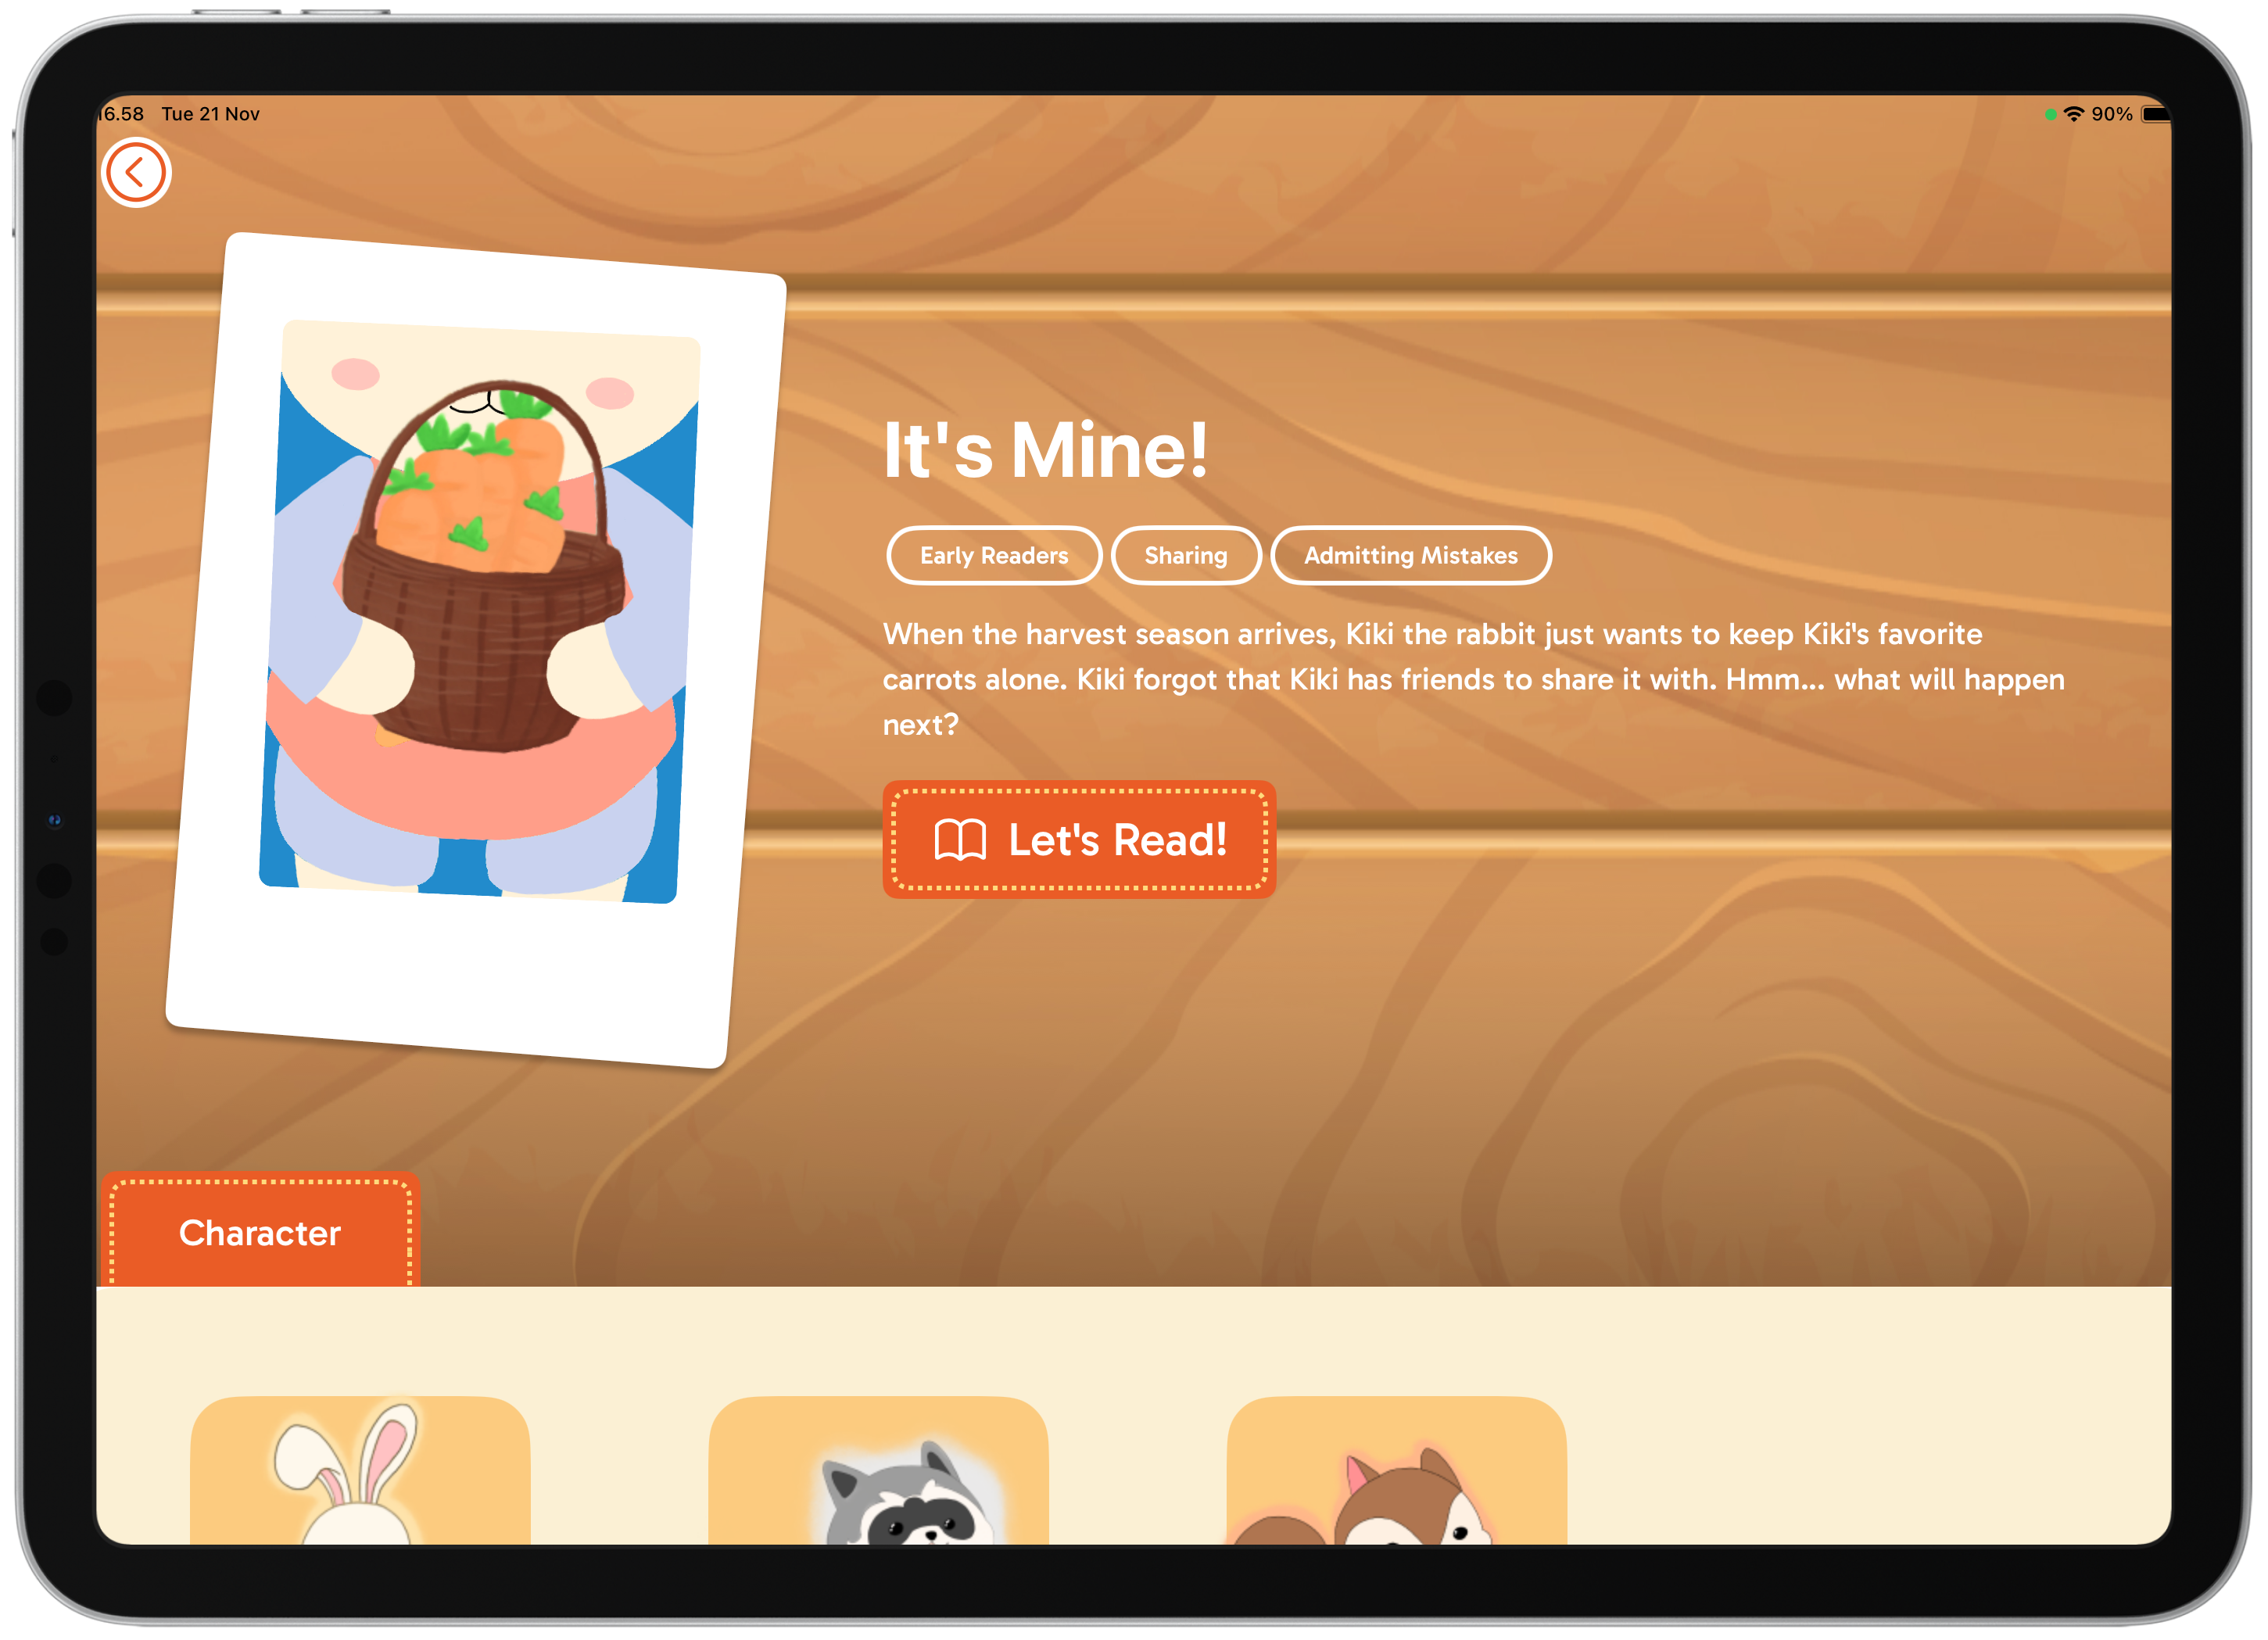 16.58 Tue 21 Nov
90%
It's Mine!
Early Readers Sharing Admitting Mistakes
When the harvest season arrives, Kiki the rabbit just wants to keep Kiki's favorite
carrots alone. Kiki forgot that Kiki has friends to share it with. Hmm... what will happen
next?
Let's Read!
Character